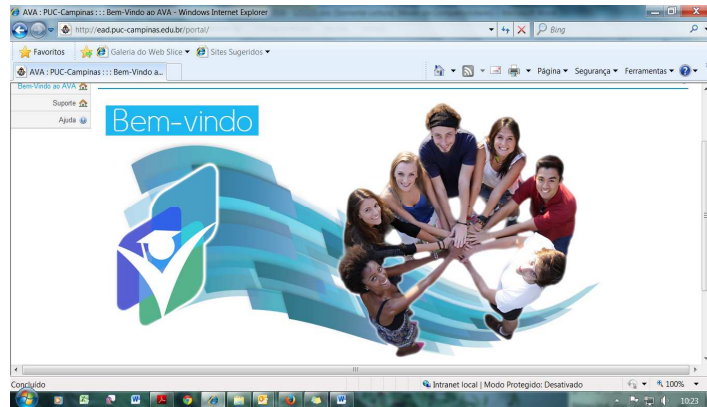 AVA : PUC-Campinas : : : Bem-Vindo ao AVA - Windows Internet Explorer
http://ead.puc-campinas.edu.br/portal/
Bing
Favoritos
Galeria do Web Slice
Sites Sugeridos
AVA : PUC-Campinas : : : Bem-Vindo a...
Página
Segurança
Ferramentas
Bem-Vindo ao AVA
Suporte
Ajuda
Bem-vindo
Concluído
Intranet local | Modo Protegido: Desativado
100%
10:23